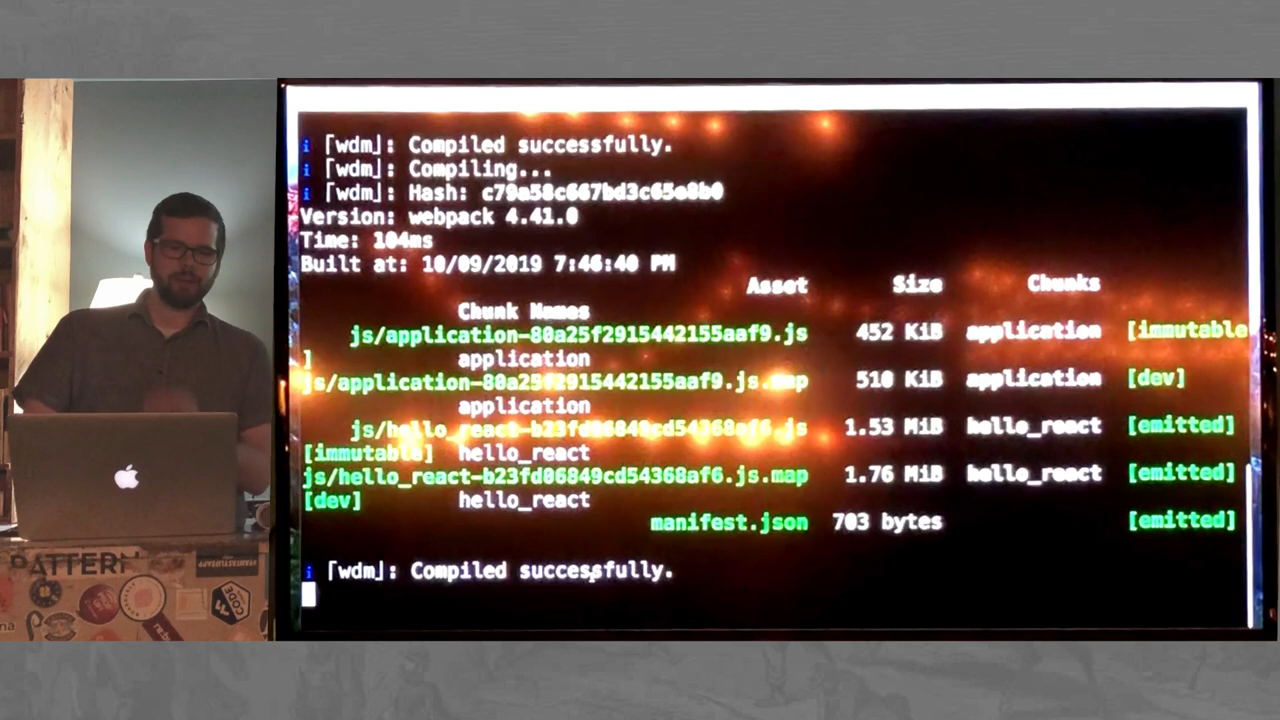 i ｢wdm｣: Compiled successfully.
i ｢wdm｣: Compiling...
i ｢wdm｣: Hash: c79a58c667bd3c65e8b0
Version: webpack 4.41.0
Time: 104ms
Built at: 10/09/2019 7:46:40 PM
Asset Size Chunks
Chunk Names
js/application-80a25f2915442155aaf9.js 452 KiB application [immutable
] application
js/application-80a25f2915442155aaf9.js.map 510 KiB application [dev]
application
js/hello_react-b23fd06849cd54368af6.js 1.53 MiB hello_react [emitted]
[immutable] hello_react
js/hello_react-b23fd06849cd54368af6.js.map 1.76 MiB hello_react [emitted]
[dev] hello_react
manifest.json 703 bytes [emitted]
i ｢wdm｣: Compiled successfully.
PATTERN
CODE